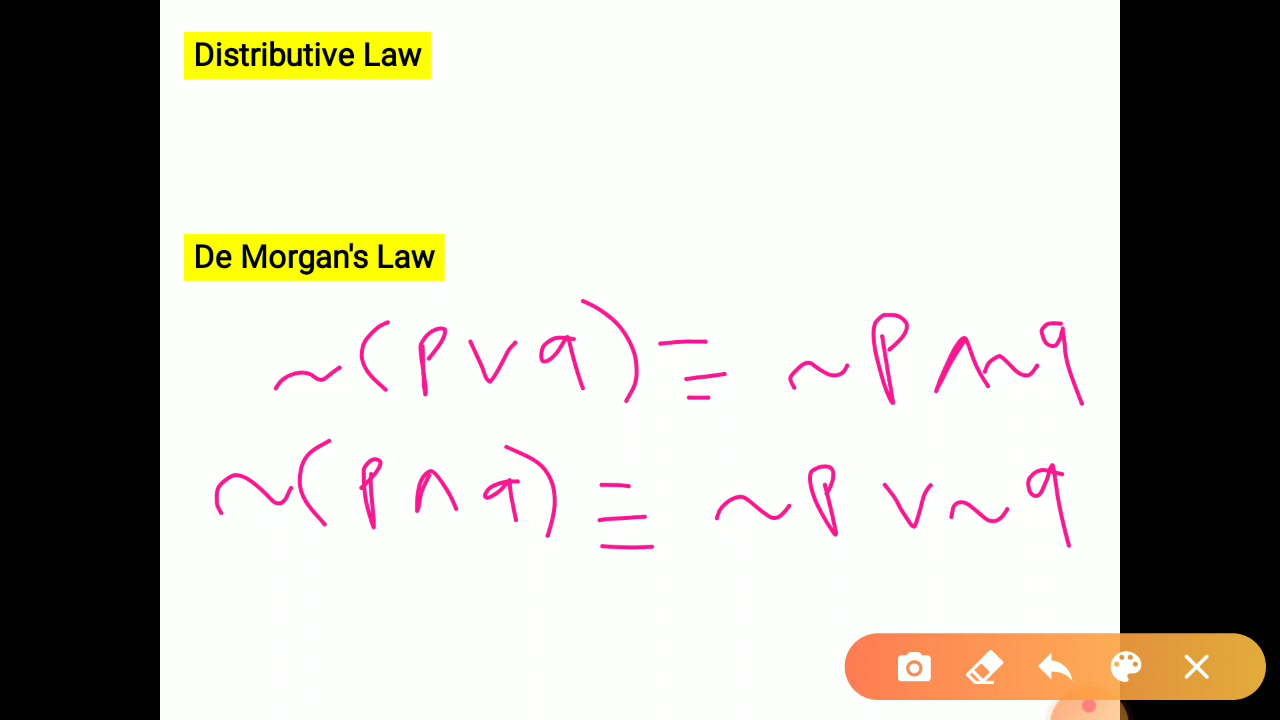 Distributive Law
De Morgan's Law
~(p∨q) ≡ ~p∧~q
~(p∧q) ≡ ~p∨~q